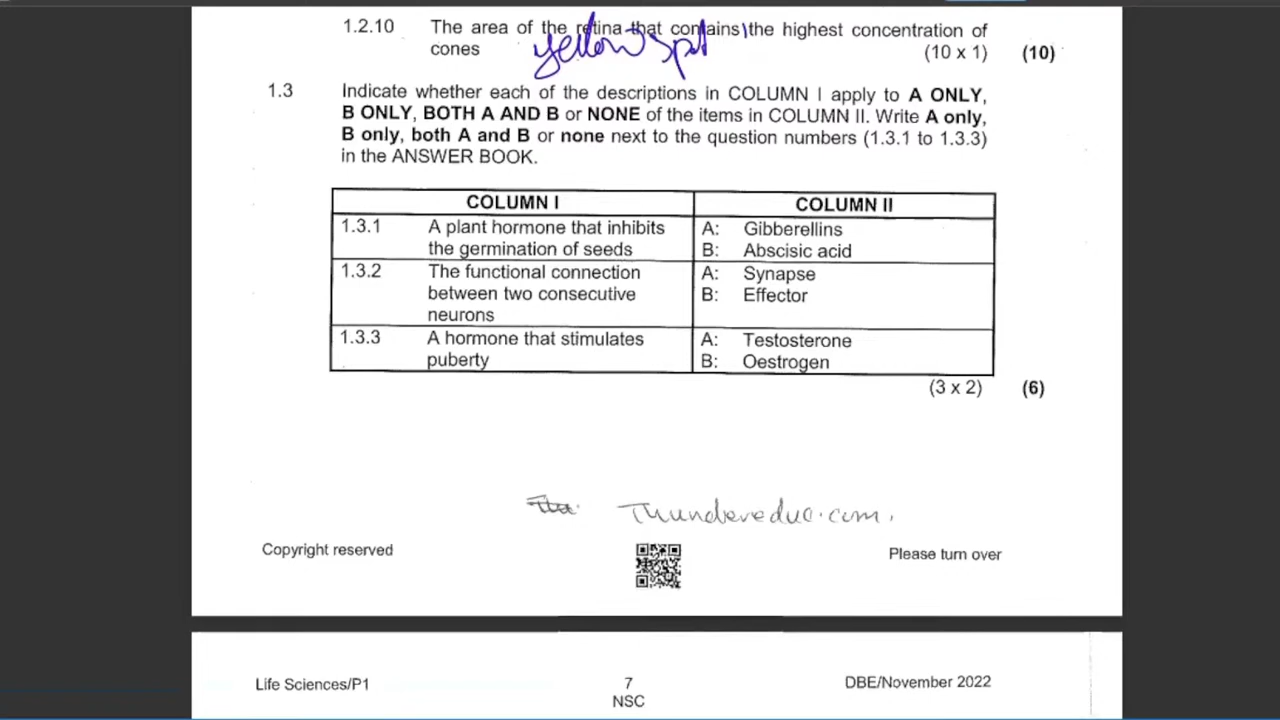 1.2.10 The area of the retina that contains the highest concentration of
cones (10 x 1) (10)
yellow spot
1.3 Indicate whether each of the descriptions in COLUMN I apply to A ONLY,
B ONLY, BOTH A AND B or NONE of the items in COLUMN II. Write A only,
B only, both A and B or none next to the question numbers (1.3.1 to 1.3.3)
in the ANSWER BOOK.
COLUMN I COLUMN II
1.3.1 A plant hormone that inhibits A: Gibberellins
the germination of seeds B: Abscisic acid
1.3.2 The functional connection A: Synapse
between two consecutive B: Effector
neurons
1.3.3 A hormone that stimulates A: Testosterone
puberty B: Oestrogen
(3 x 2) (6)
Thundereduc.com.
Copyright reserved Please turn over
Life Sciences/P1 7 DBE/November 2022
NSC